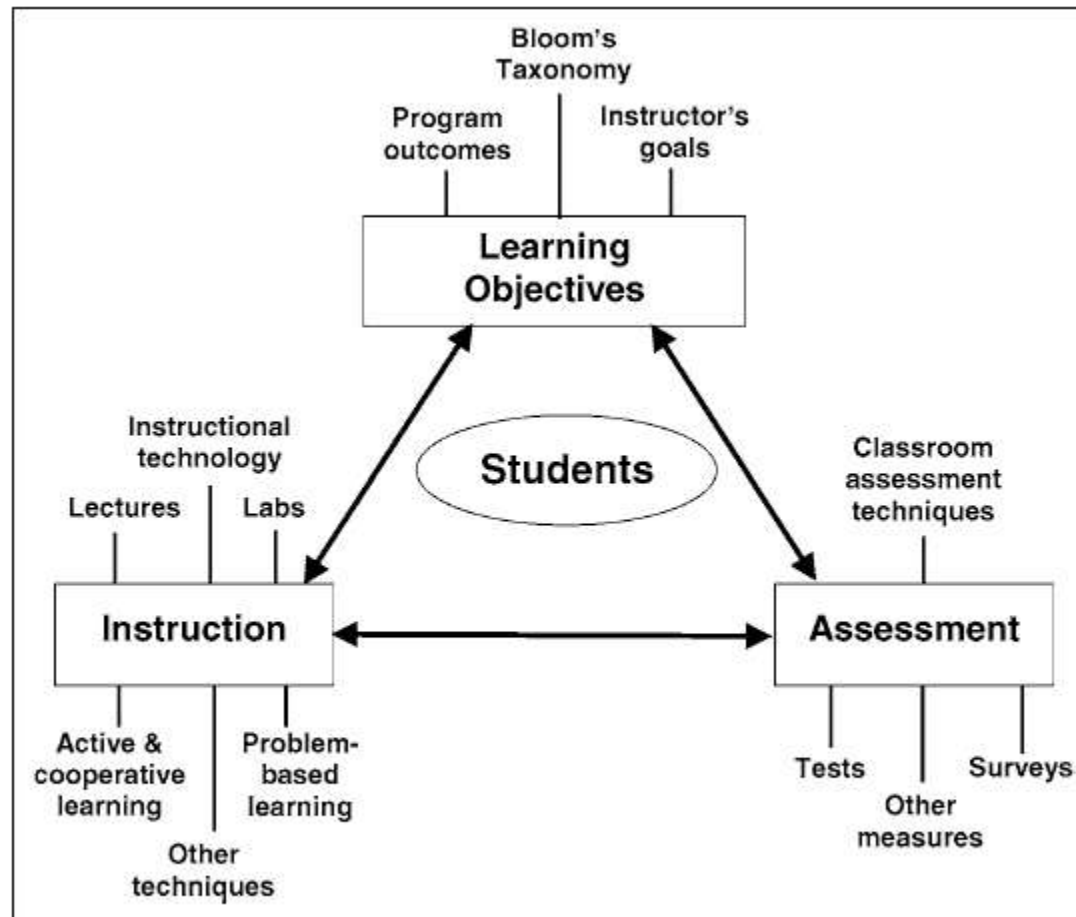 Bloom's
Taxonomy
Program
outcomes
Instructor's
goals
Learning
Objectives
Students
Instructional
technology
Lectures
Labs
Instruction
Active &
cooperative
learning
Problem-
based
learning
Other
techniques
Classroom
assessment
techniques
Assessment
Tests
Surveys
Other
measures